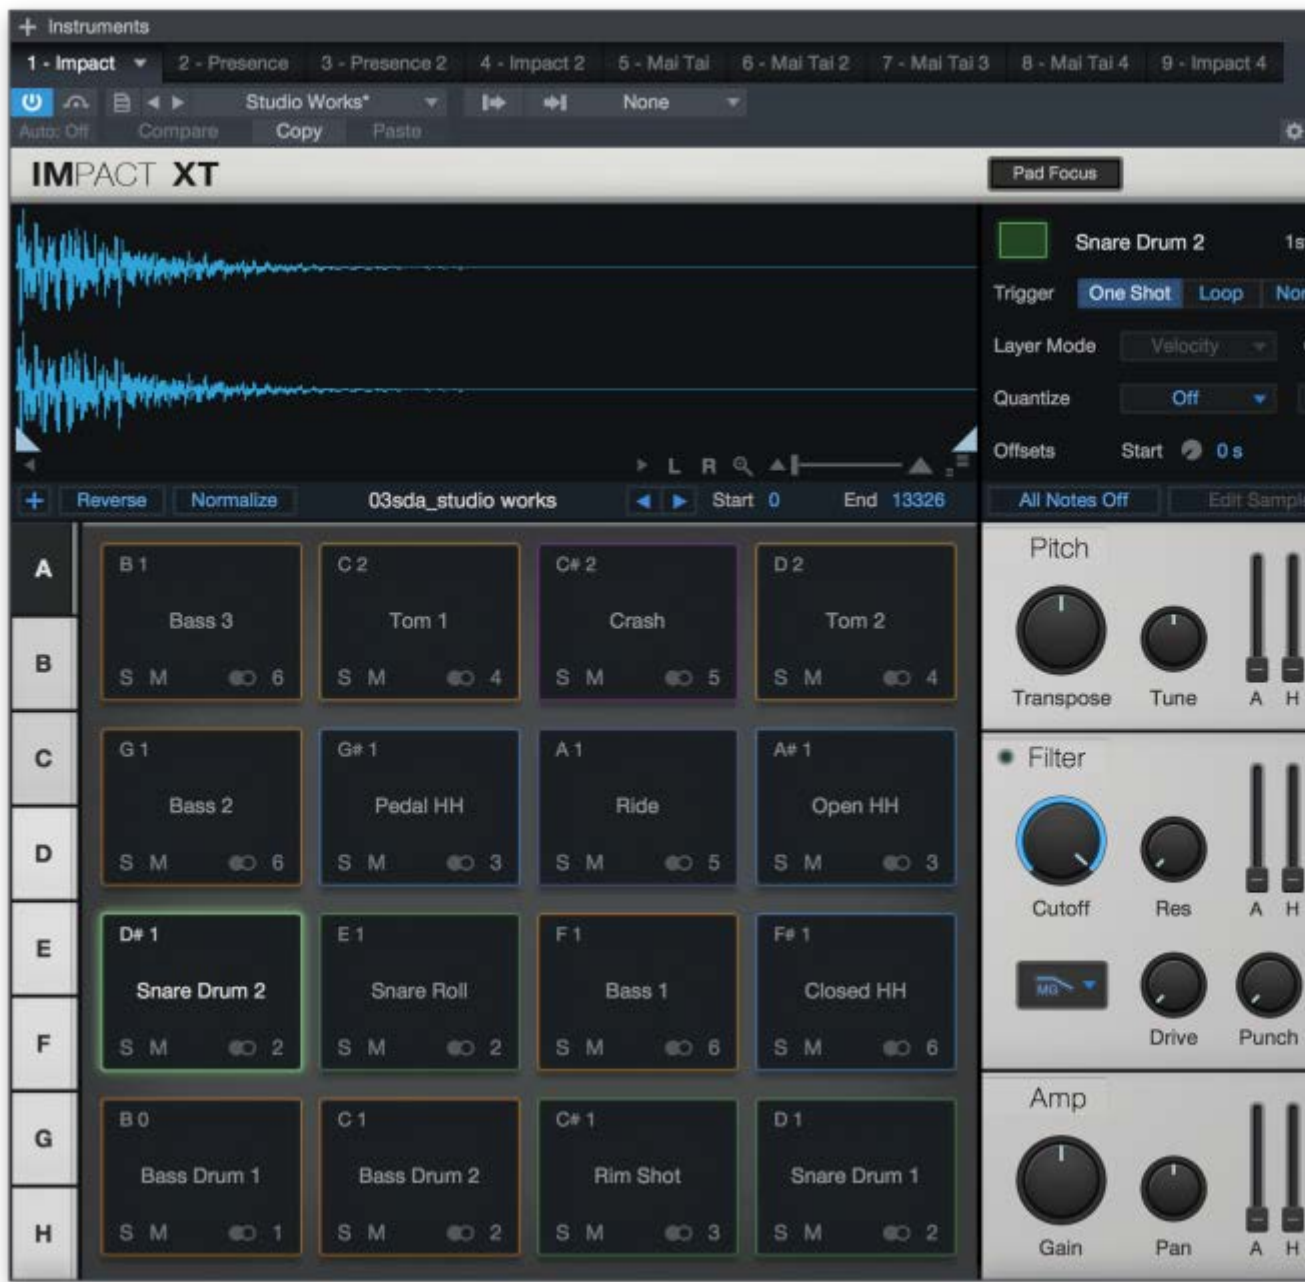 + Instruments
1 - Impact 2 - Presence 3 - Presence 2 4 - Impact 2 5 - Mai Tai 6 - Mai Tai 2 7 - Mai Tai 3 8 - Mai Tai 4 9 - Impact 4
Studio Works* None
Auto: Off Compare Copy Paste
IMPACT XT Pad Focus
Snare Drum 2 1s
Trigger One Shot Loop Nor
Layer Mode Velocity
Quantize Off
Offsets Start 0 s
L R
+ Reverse Normalize 03sda_studio works Start 0 End 13326 All Notes Off Edit Sample
A
B
C
D
E
F
G
H
B 1 C 2 C# 2 D 2
Bass 3 Tom 1 Crash Tom 2
S M 6 S M 4 S M 5 S M 4
G 1 G# 1 A 1 A# 1
Bass 2 Pedal HH Ride Open HH
S M 6 S M 3 S M 5 S M 3
D# 1 E 1 F 1 F# 1
Snare Drum 2 Snare Roll Bass 1 Closed HH
S M 2 S M 2 S M 6 S M 6
B 0 C 1 C# 1 D 1
Bass Drum 1 Bass Drum 2 Rim Shot Snare Drum 1
S M 1 S M 2 S M 3 S M 2
Pitch
Transpose Tune A H
Filter
Cutoff Res A H
MG
Drive Punch
Amp
Gain Pan A H